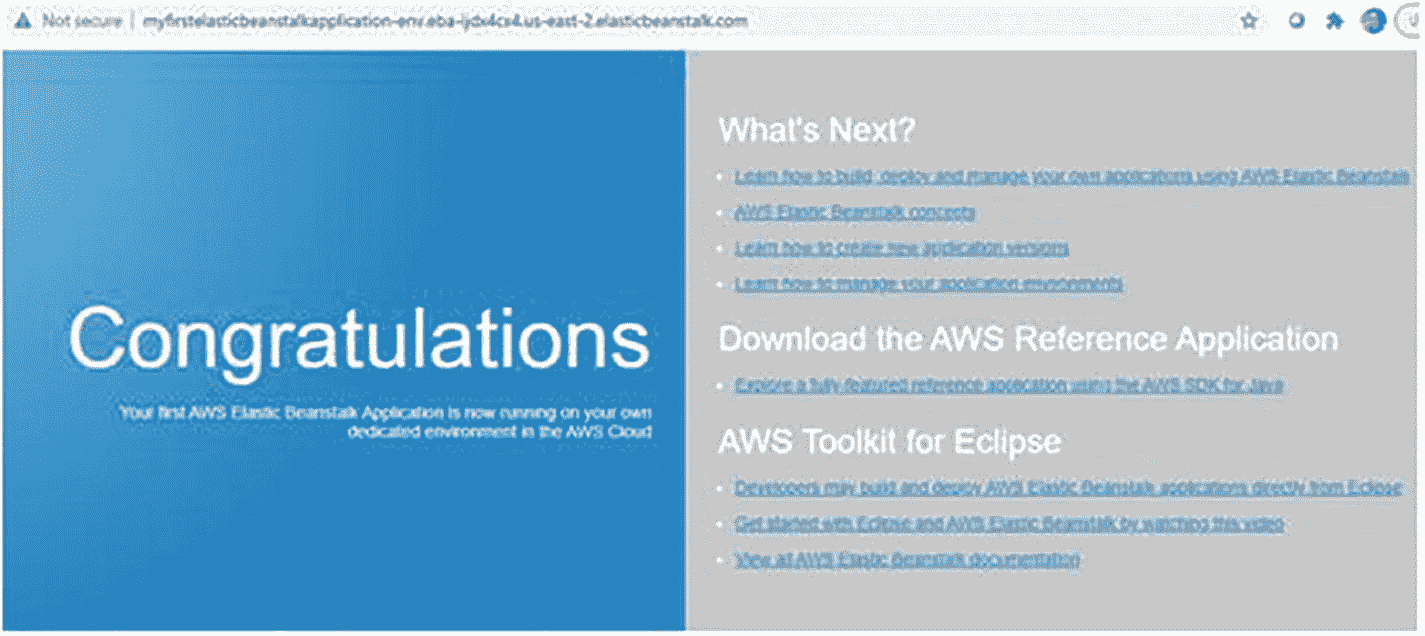 Not secure | myfirstelasticbeanstalkapplication-env.eba-ijdx4cs4.us-east-2.elasticbeanstalk.com
Congratulations
Your first AWS Elastic Beanstalk Application is now running on your own
dedicated environment in the AWS Cloud
What's Next?
Learn how to build, deploy and manage your own applications using AWS Elastic Beanstalk
AWS Elastic Beanstalk concepts
Learn how to create new application versions
Learn how to manage your application environments
Download the AWS Reference Application
Explore a fully-featured reference application using the AWS SDK for Java
AWS Toolkit for Eclipse
Developers may build and deploy AWS Elastic Beanstalk applications directly from Eclipse
Get started with Eclipse and AWS Elastic Beanstalk by watching this video
View all AWS Elastic Beanstalk documentation